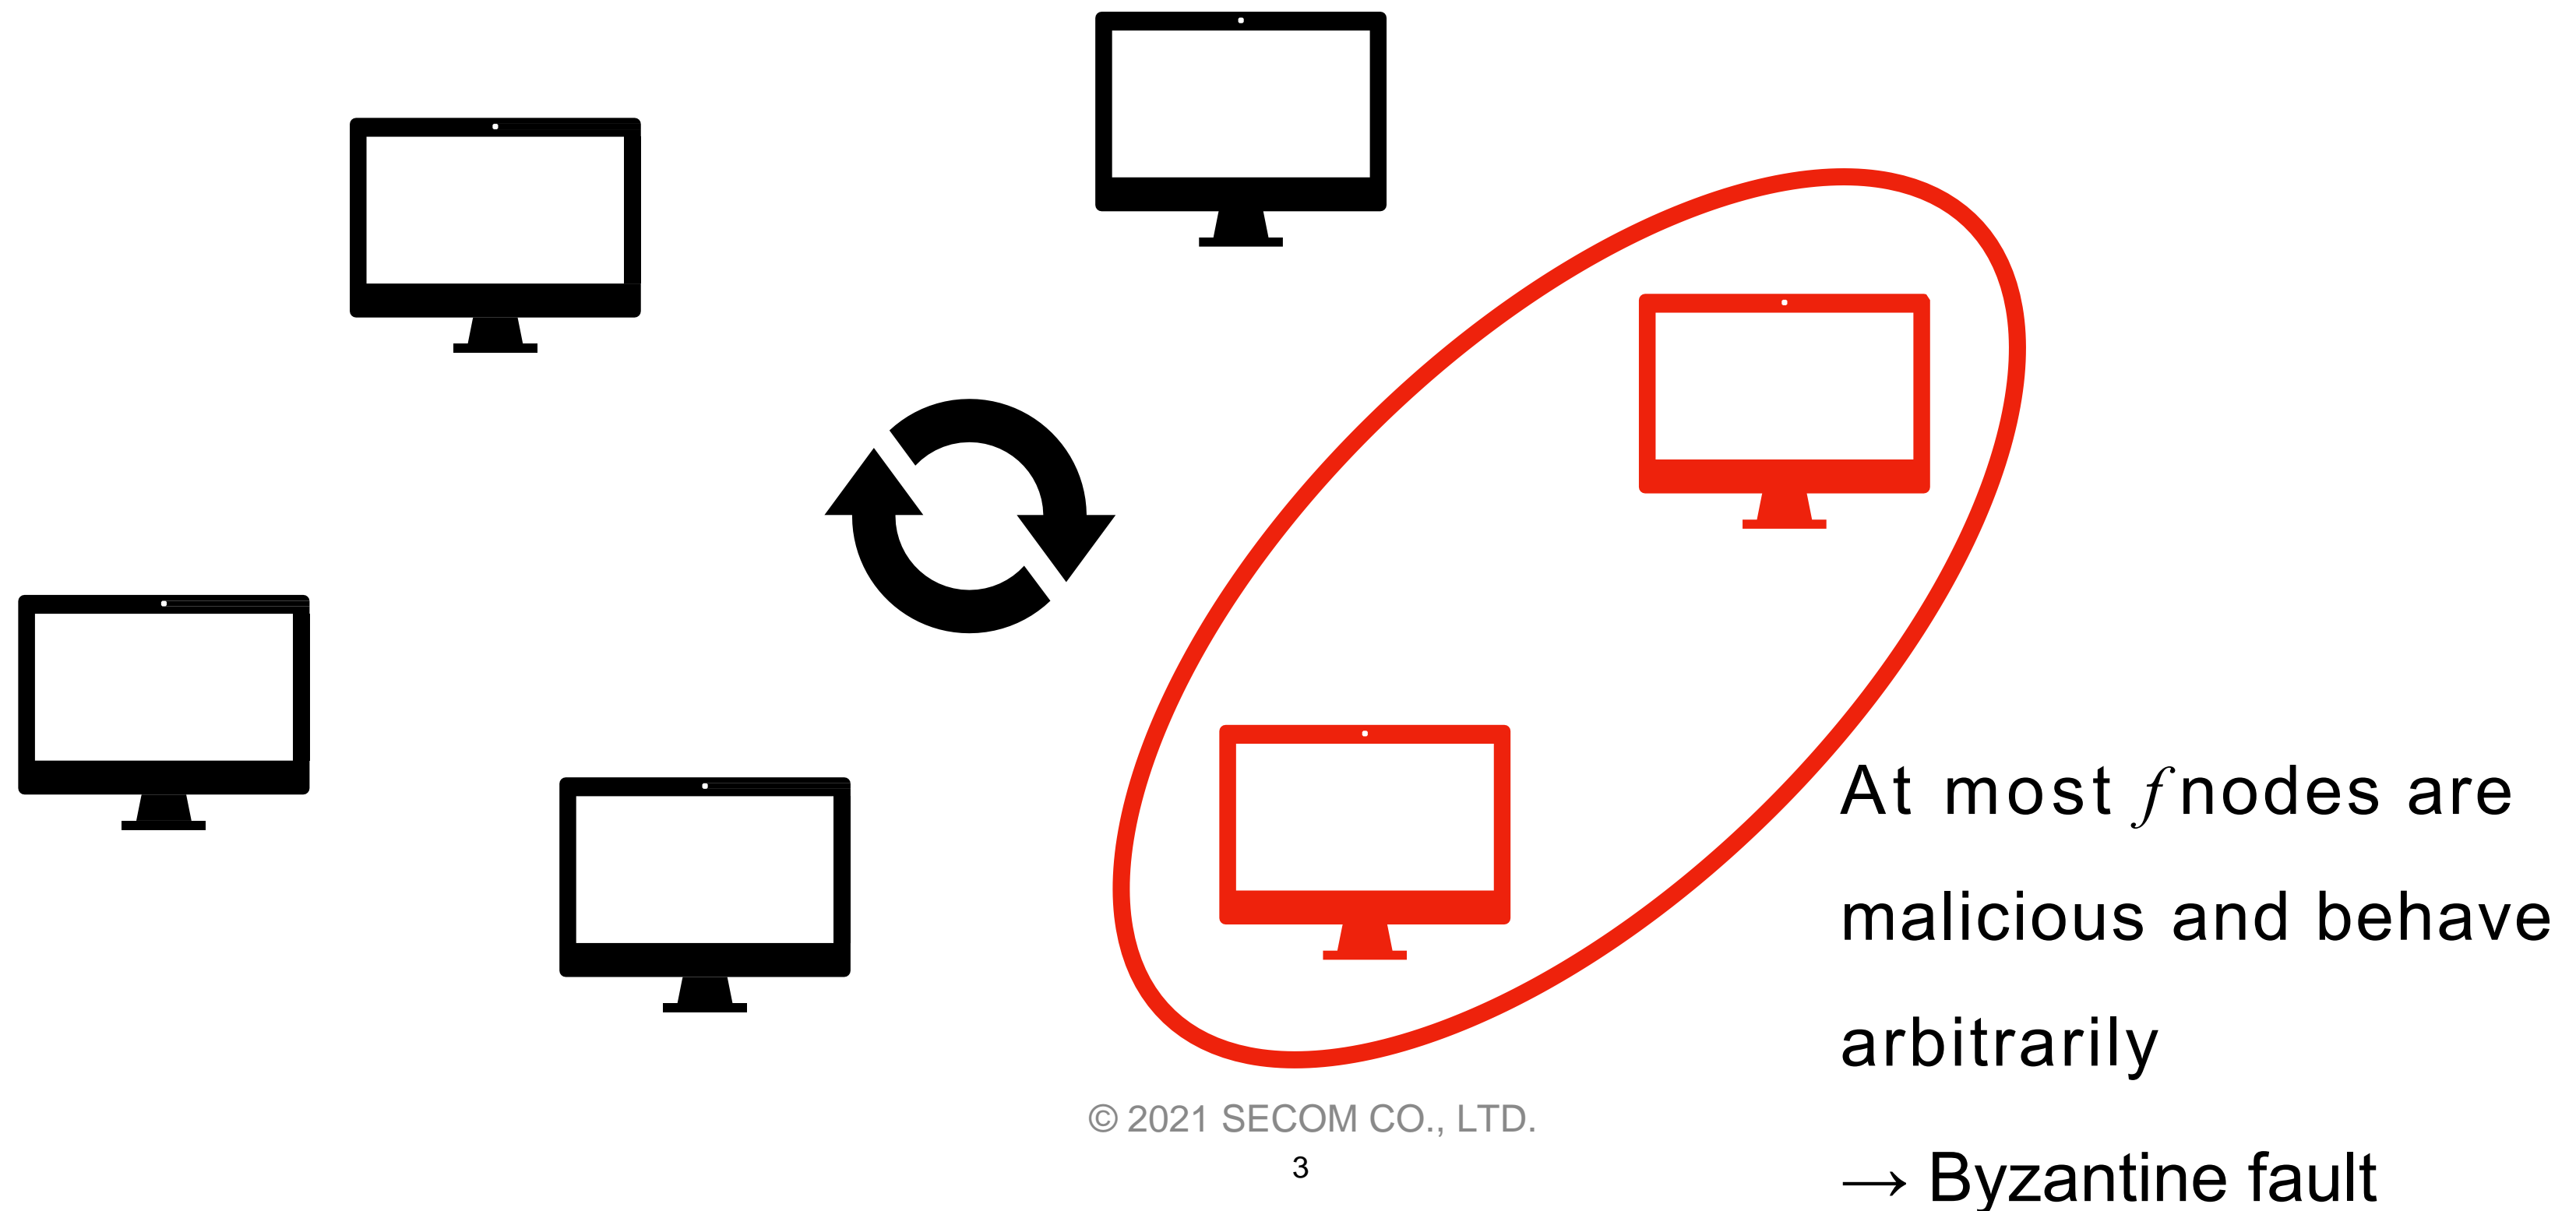 At most f nodes are
malicious and behave
arbitrarily
→ Byzantine fault
© 2021 SECOM CO., LTD.
3